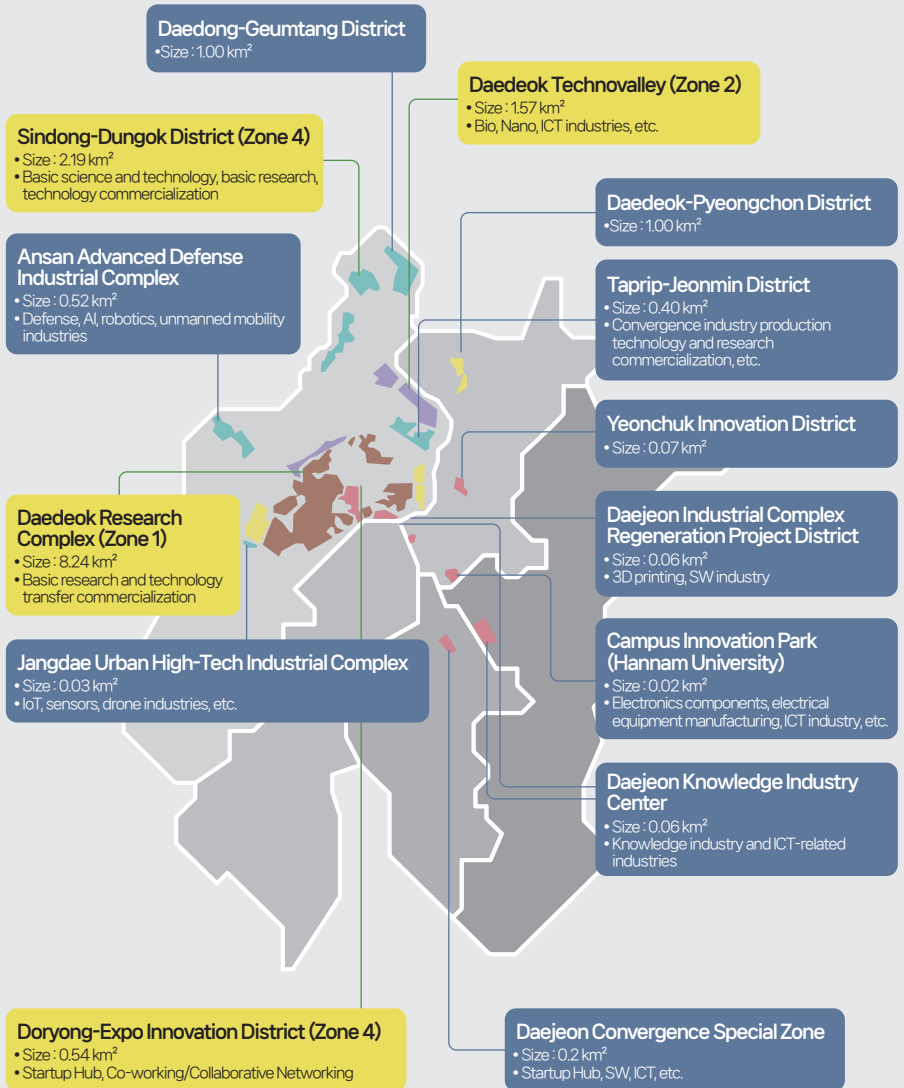 Daedong-Geumtang District
•Size : 1.00 km²
Daedeok Technovalley (Zone 2)
• Size : 1.57 km²
• Bio, Nano, ICT industries, etc.
Sindong-Dungok District (Zone 4)
• Size : 2.19 km²
• Basic science and technology, basic research,
technology commercialization
Daedeok-Pyeongchon District
•Size : 1.00 km²
Ansan Advanced Defense
Industrial Complex
• Size : 0.52 km²
• Defense, AI, robotics, unmanned mobility
industries
Taprip-Jeonmin District
• Size : 0.40 km²
• Convergence industry production
technology and research
commercialization, etc.
Yeonchuk Innovation District
• Size : 0.07 km²
Daedeok Research
Complex (Zone 1)
• Size : 8.24 km²
• Basic research and technology
transfer commercialization
Daejeon Industrial Complex
Regeneration Project District
• Size : 0.06 km²
• 3D printing, SW industry
Jangdae Urban High-Tech Industrial Complex
• Size : 0.03 km²
• IoT, sensors, drone industries, etc.
Campus Innovation Park
(Hannam University)
• Size : 0.02 km²
• Electronics components, electrical
equipment manufacturing, ICT industry, etc.
Daejeon Knowledge Industry
Center
• Size : 0.06 km²
• Knowledge industry and ICT-related
industries
Doryong-Expo Innovation District (Zone 4)
• Size : 0.54 km²
• Startup Hub, Co-working/Collaborative Networking
Daejeon Convergence Special Zone
• Size : 0.2 km²
• Startup Hub, SW, ICT, etc.